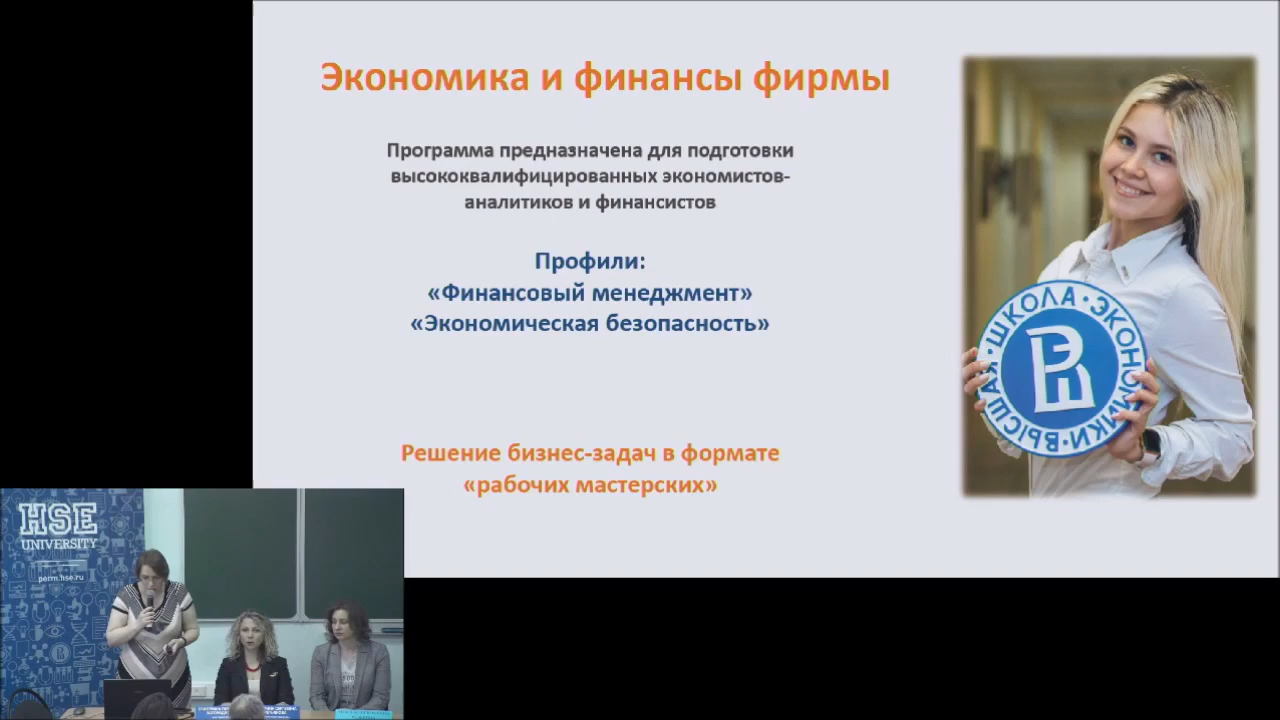 Экономика и финансы фирмы
Программа предназначена для подготовки
высококвалифицированных экономистов-
аналитиков и финансистов
Профили:
«Финансовый менеджмент»
«Экономическая безопасность»
Решение бизнес-задач в формате
«рабочих мастерских»
ВЫСШАЯ·ШКОЛА·ЭКОНОМИКИ·
HSE
UNIVERSITY
perm.hse.ru